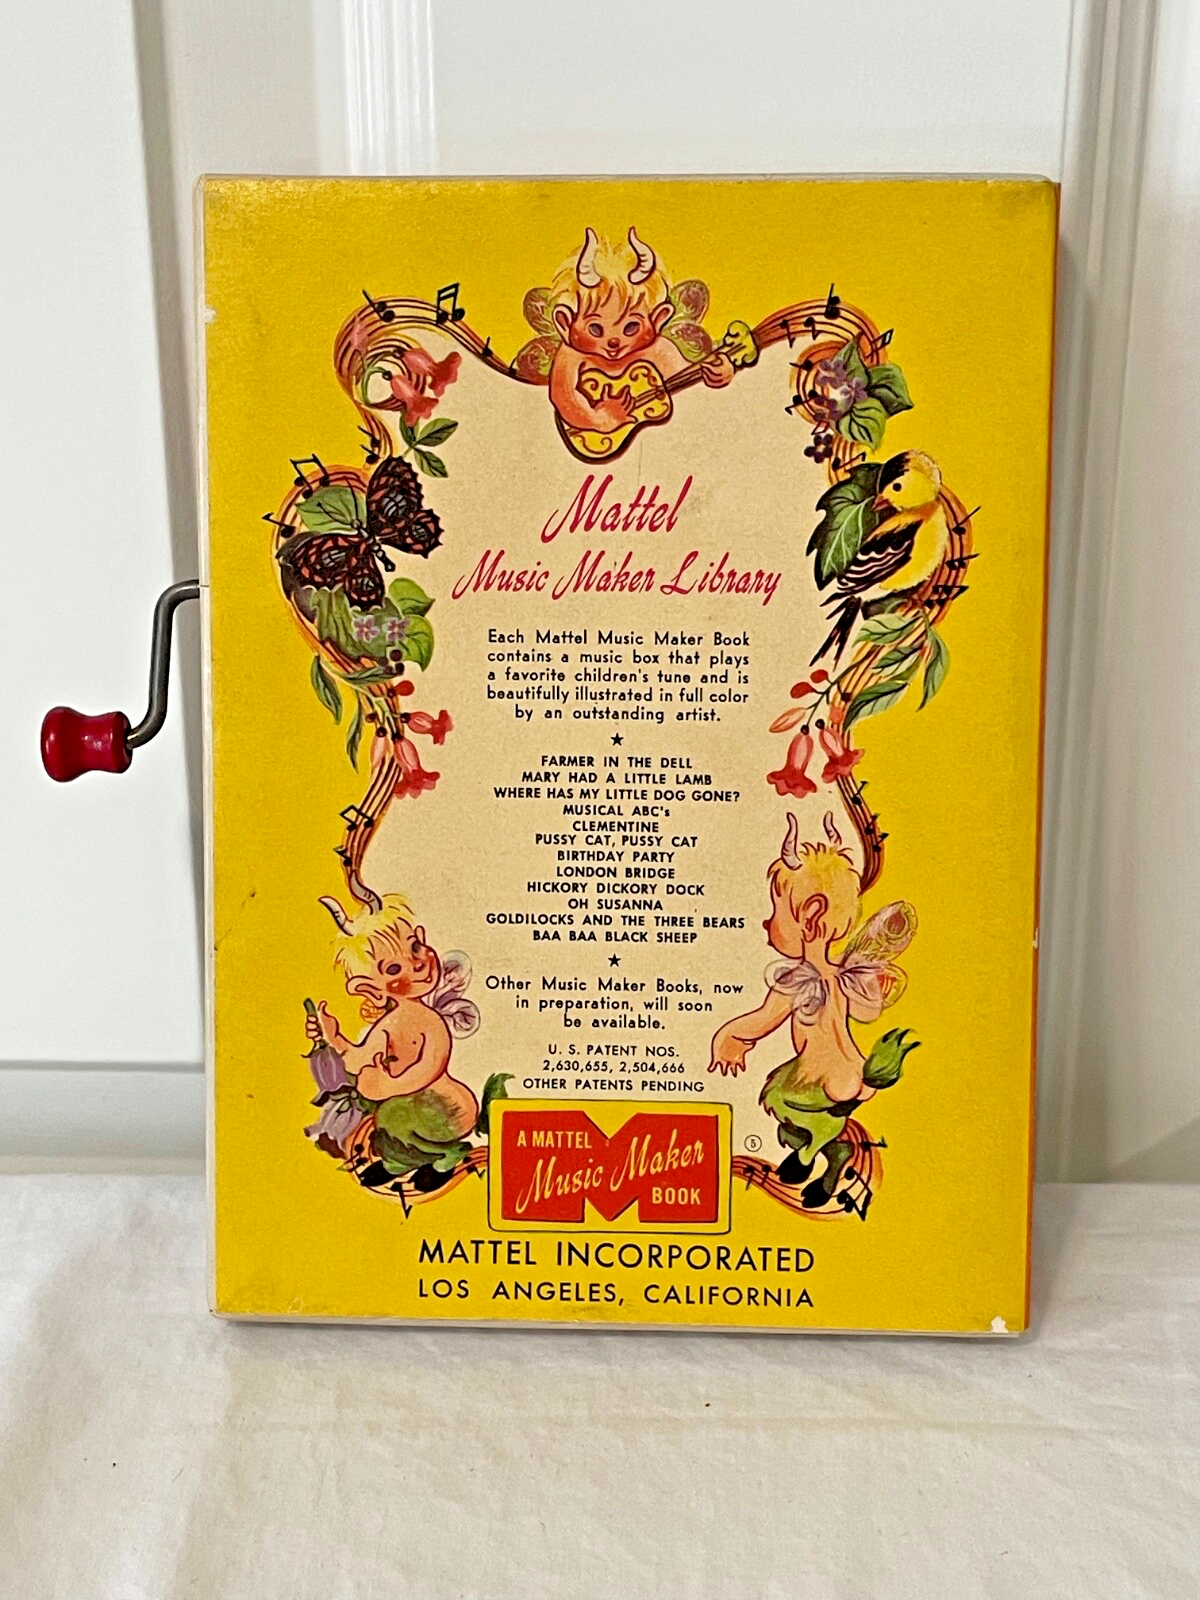 Mattel
Music Maker Library
Each Mattel Music Maker Book
contains a music box that plays
a favorite children's tune and is
beautifully illustrated in full color
by an outstanding artist.
★
FARMER IN THE DELL
MARY HAD A LITTLE LAMB
WHERE HAS MY LITTLE DOG GONE?
MUSICAL ABC's
CLEMENTINE
PUSSY CAT, PUSSY CAT
BIRTHDAY PARTY
LONDON BRIDGE
HICKORY DICKORY DOCK
OH SUSANNA
GOLDILOCKS AND THE THREE BEARS
BAA BAA BLACK SHEEP
★
Other Music Maker Books, now
in preparation, will soon
be available.
U. S. PATENT NOS.
2,630,655, 2,504,666
OTHER PATENTS PENDING
A MATTEL
Music Maker
BOOK
5
MATTEL INCORPORATED
LOS ANGELES, CALIFORNIA